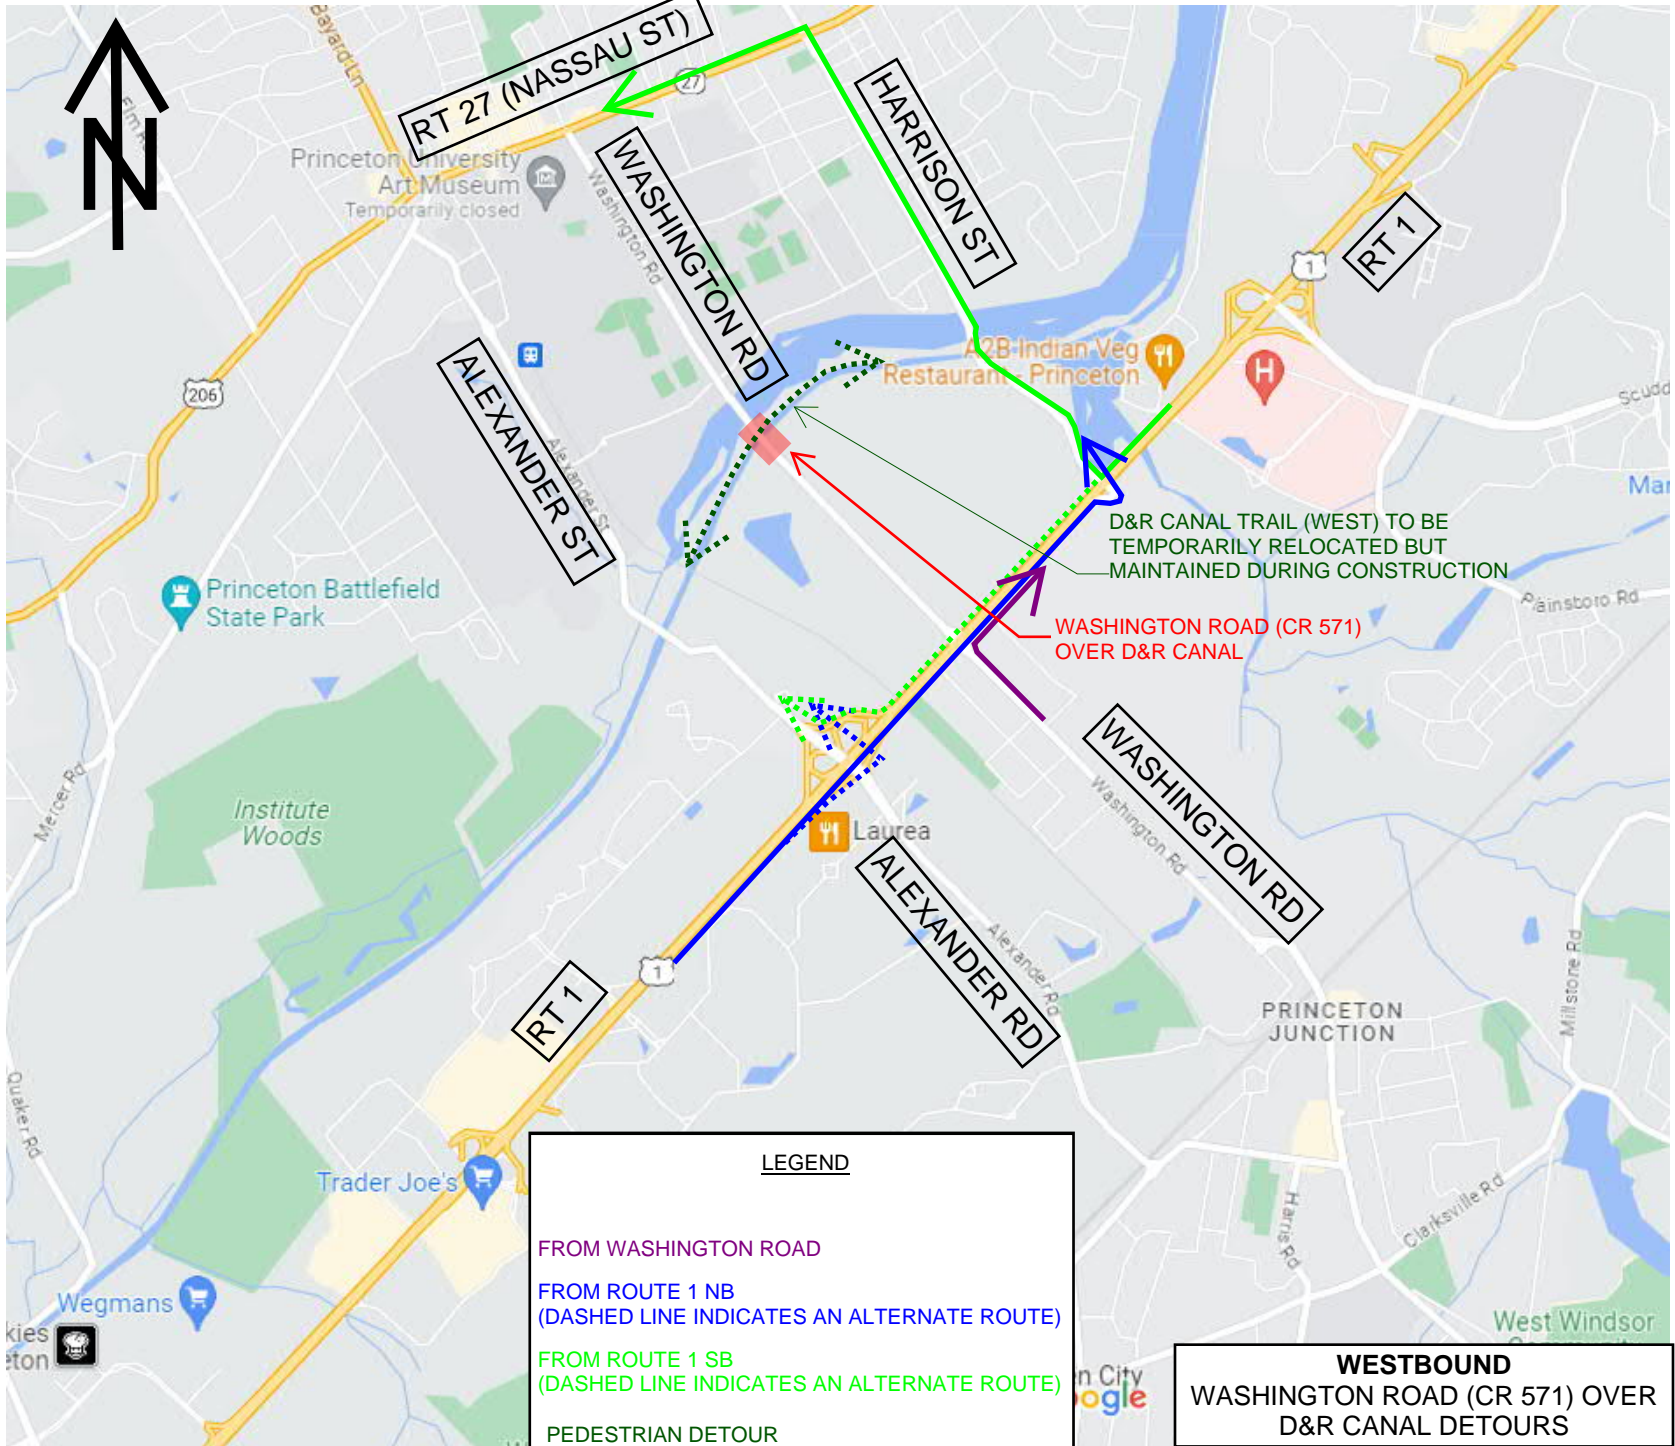 N
Bayard Ln
RT 27 (NASSAU ST)
27
Princeton University
Art Museum
Temporarily closed
Washington Rd
WASHINGTON RD
HARRISON ST
RT 1
1
206
ALEXANDER ST
Alexander St
A2B Indian Veg
Restaurant - Princeton
H
D&R CANAL TRAIL (WEST) TO BE
TEMPORARILY RELOCATED BUT
MAINTAINED DURING CONSTRUCTION
Plainsboro Rd
Princeton Battlefield
State Park
WASHINGTON ROAD (CR 571)
OVER D&R CANAL
WASHINGTON RD
Washington Rd
Mercer Rd
Institute
Woods
Laurea
ALEXANDER RD
Alexander Rd
Millstone Rd
1
RT 1
PRINCETON
JUNCTION
Quaker Rd
Trader Joe's
Harris Rd
Clarksville Rd
Wegmans
kies
eton
West Windsor
LEGEND
FROM WASHINGTON ROAD
FROM ROUTE 1 NB
(DASHED LINE INDICATES AN ALTERNATE ROUTE)
FROM ROUTE 1 SB
(DASHED LINE INDICATES AN ALTERNATE ROUTE)
PEDESTRIAN DETOUR
n City
ogle
WESTBOUND
WASHINGTON ROAD (CR 571) OVER
D&R CANAL DETOURS